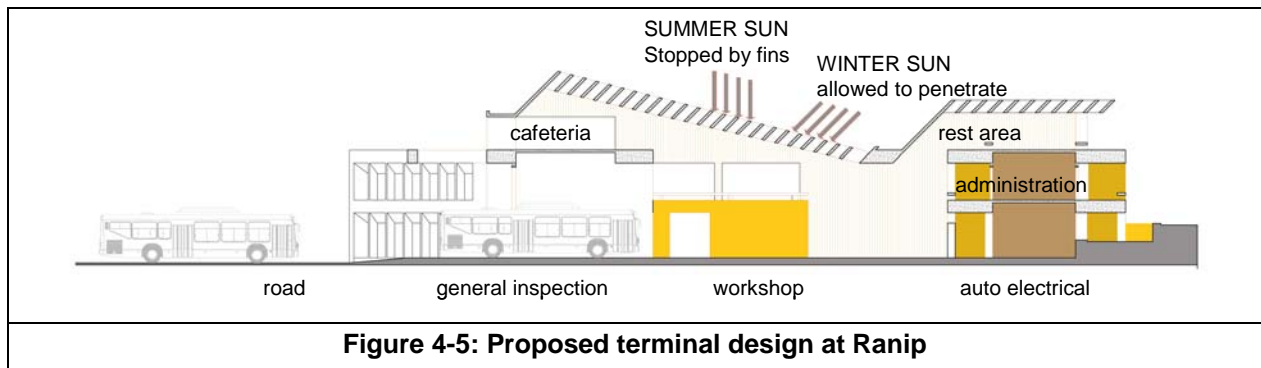 SUMMER SUN
Stopped by fins
WINTER SUN
allowed to penetrate
cafeteria
rest area
administration
road
general inspection
workshop
auto electrical
Figure 4-5: Proposed terminal design at Ranip